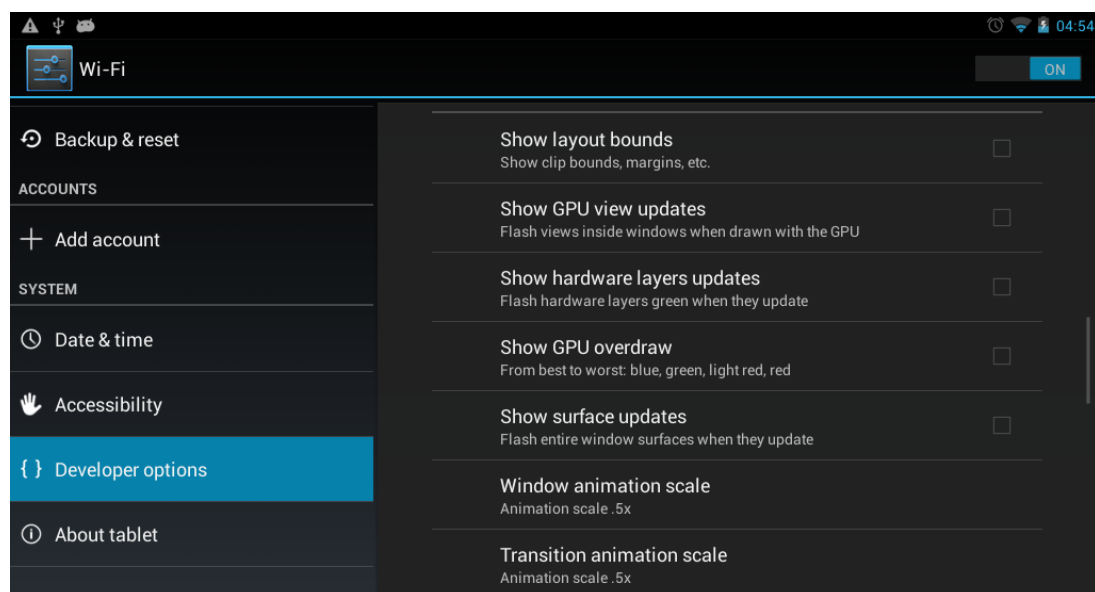 04:54
Wi-Fi
ON
Backup & reset
ACCOUNTS
Add account
SYSTEM
Date & time
Accessibility
{ } Developer options
About tablet
Show layout bounds
Show clip bounds, margins, etc.
Show GPU view updates
Flash views inside windows when drawn with the GPU
Show hardware layers updates
Flash hardware layers green when they update
Show GPU overdraw
From best to worst: blue, green, light red, red
Show surface updates
Flash entire window surfaces when they update
Window animation scale
Animation scale .5x
Transition animation scale
Animation scale .5x